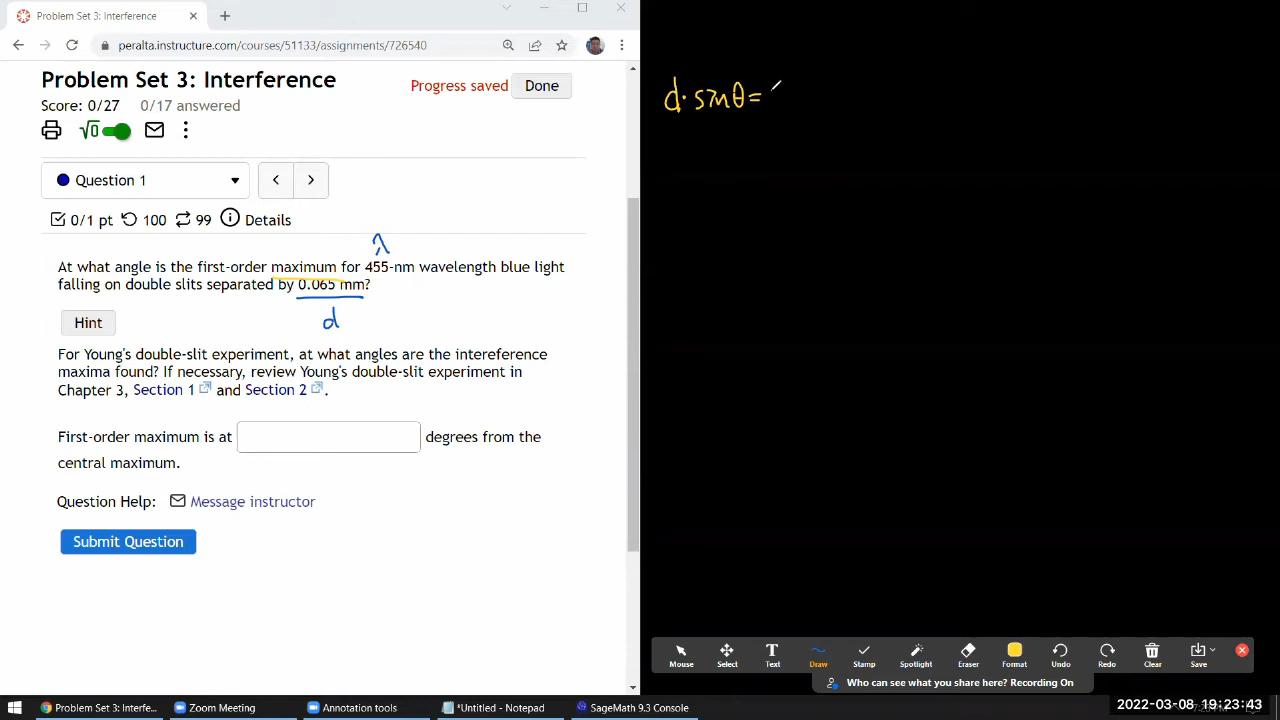 Problem Set 3: Interference
peralta.instructure.com/courses/51133/assignments/726540
Problem Set 3: Interference
Progress saved
Done
Score: 0/27 0/17 answered
√0
Question 1
0/1 pt 100 99 Details
λ
At what angle is the first-order maximum for 455-nm wavelength blue light
falling on double slits separated by 0.065 mm?
d
Hint
For Young's double-slit experiment, at what angles are the intereference
maxima found? If necessary, review Young's double-slit experiment in
Chapter 3, Section 1 and Section 2.
First-order maximum is at degrees from the
central maximum.
Question Help: Message instructor
Submit Question
d·sinθ=
Mouse Select Text Draw Stamp Spotlight Eraser Format Undo Redo Clear Save
Who can see what you share here? Recording On
Problem Set 3: Interfe... Zoom Meeting Annotation tools *Untitled - Notepad SageMath 9.3 Console
2022-03-08 19:23:43